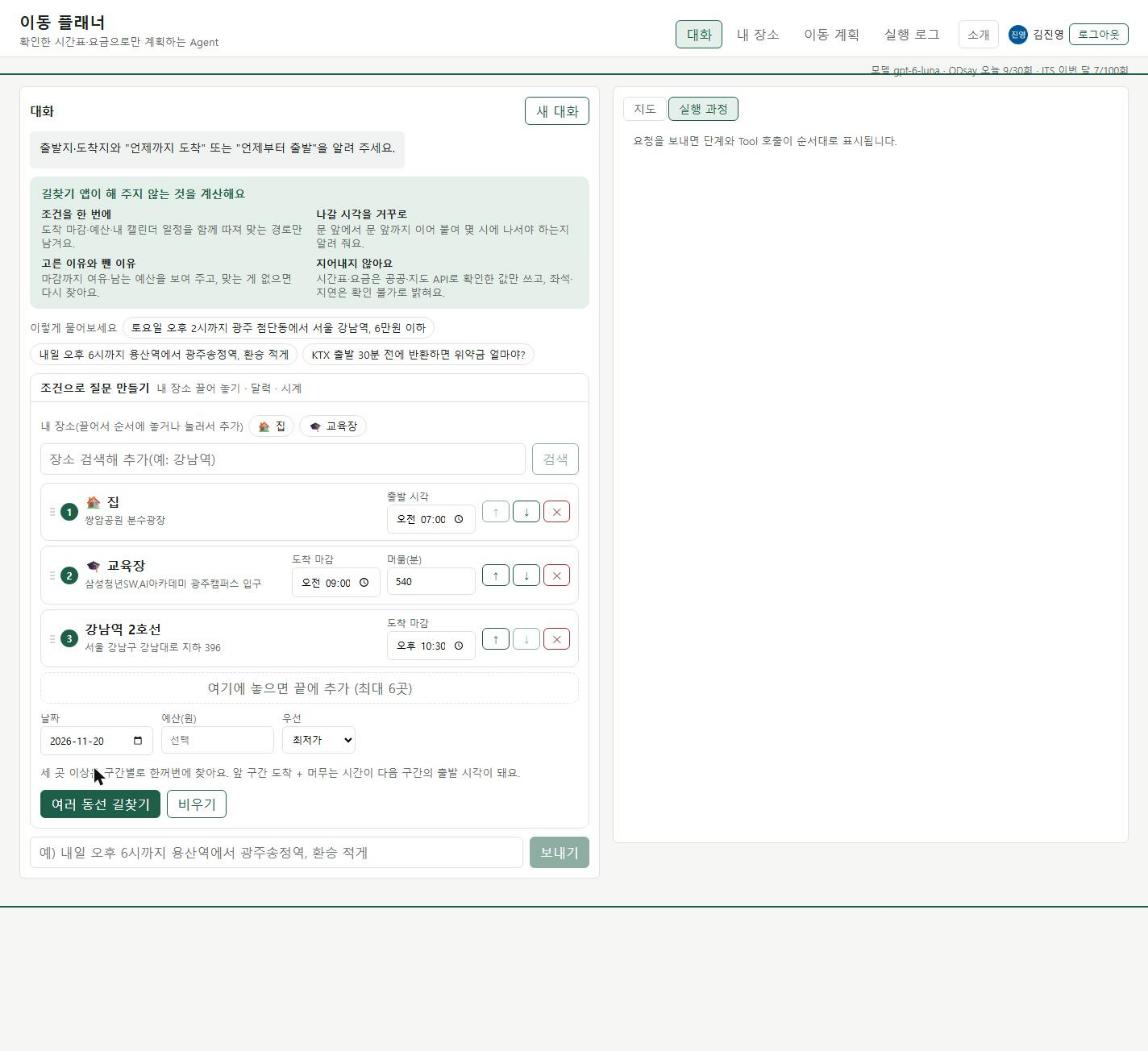 이동 플래너
확인한 시간표·요금으로만 계획하는 Agent
대화
내 장소
이동 계획
실행 로그
소개
진영
김진영
로그아웃
모델 gpt-6-luna · ODsay 오늘 9/30회 · ITS 이번 달 7/100회
대화
새 대화
출발지·도착지와 "언제까지 도착" 또는 "언제부터 출발"을 알려 주세요.
길찾기 앱이 해 주지 않는 것을 계산해요
조건을 한 번에
도착 마감·예산·내 캘린더 일정을 함께 따져 맞는 경로만
남겨요.
나갈 시각을 거꾸로
문 앞에서 문 앞까지 이어 붙여 몇 시에 나서야 하는지
알려 줘요.
고른 이유와 뺀 이유
마감까지 여유·남는 예산을 보여 주고, 맞는 게 없으면
다시 찾아요.
지어내지 않아요
시간표·요금은 공공·지도 API로 확인한 값만 쓰고, 좌석·
지연은 확인 불가로 밝혀요.
이렇게 물어보세요
토요일 오후 2시까지 광주 첨단동에서 서울 강남역, 6만원 이하
내일 오후 6시까지 용산역에서 광주송정역, 환승 적게
KTX 출발 30분 전에 반환하면 위약금 얼마야?
조건으로 질문 만들기 내 장소 끌어 놓기 · 달력 · 시계
내 장소(끌어서 순서에 놓거나 눌러서 추가)
집
교육장
장소 검색해 추가(예: 강남역)
검색
1
집
쌍암공원 분수광장
출발 시각
오전 07:00
↑
↓
×
2
교육장
삼성청년SW,AI아카데미 광주캠퍼스 입구
도착 마감
오전 09:00
머묾(분)
540
↑
↓
×
3
강남역 2호선
서울 강남구 강남대로 지하 396
도착 마감
오후 10:30
↑
↓
×
여기에 놓으면 끝에 추가 (최대 6곳)
날짜
2026-11-20
예산(원)
선택
우선
최저가
세 곳 이상 구간별로 한꺼번에 찾아요. 앞 구간 도착 + 머무는 시간이 다음 구간의 출발 시각이 돼요.
여러 동선 길찾기
비우기
예) 내일 오후 6시까지 용산역에서 광주송정역, 환승 적게
보내기
지도
실행 과정
요청을 보내면 단계와 Tool 호출이 순서대로 표시됩니다.